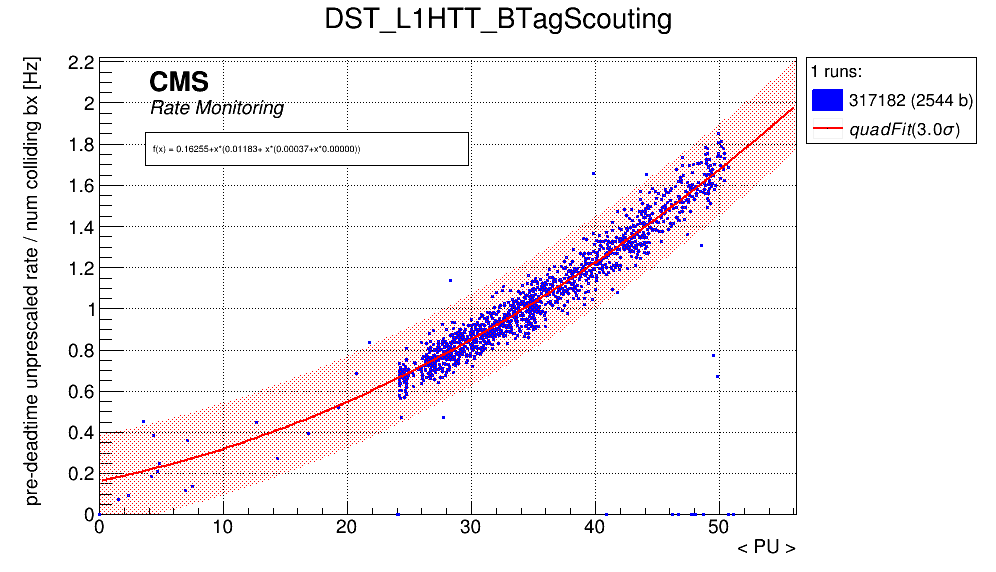 DST_L1HTT_BTagScouting
pre-deadtime unprescaled rate / num colliding bx [Hz]
2.2
2
1.8
1.6
1.4
1.2
1
0.8
0.6
0.4
0.2
0
CMS
Rate Monitoring
f(x) = 0.16255+x*(0.01183+ x*(0.00037+x*0.00000))
1 runs:
317182 (2544 b)
quadFit(3.0σ)
0 10 20 30 40 50
< PU >